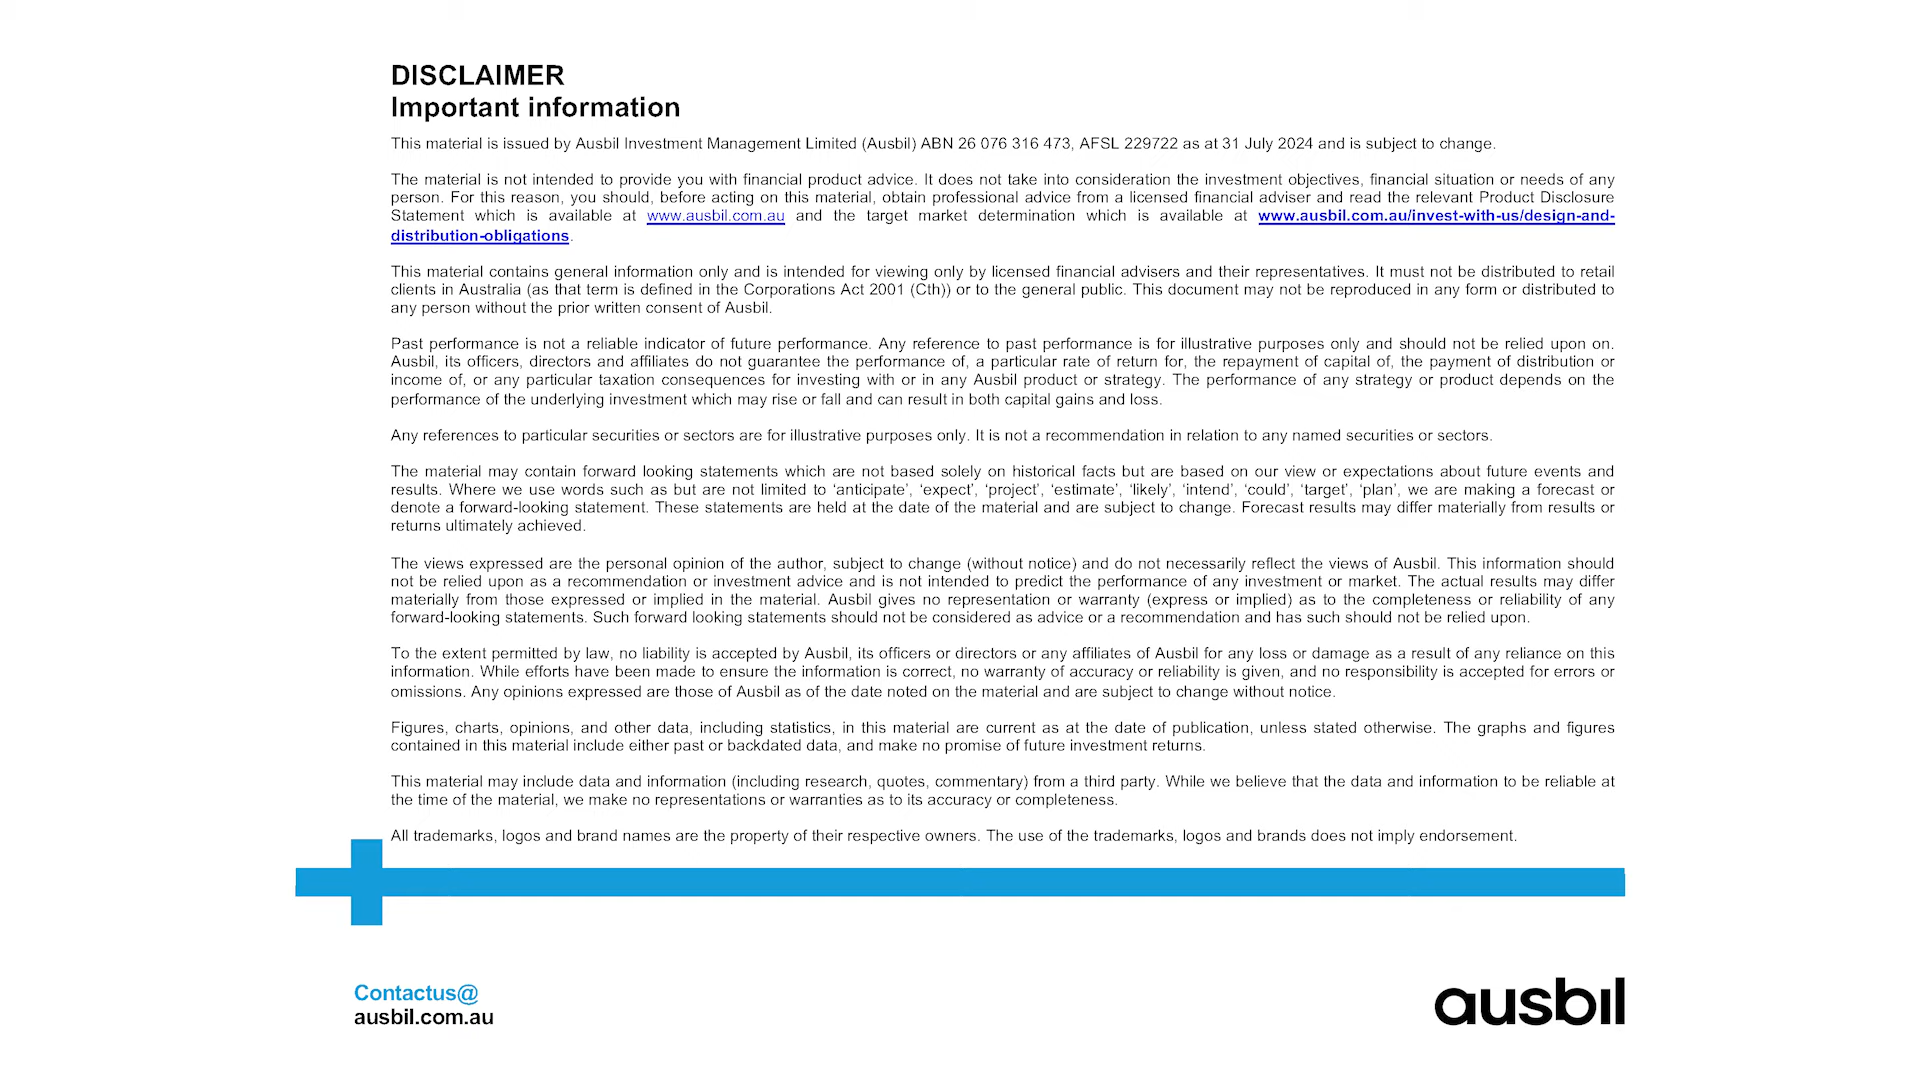 DISCLAIMER
Important information
This material is issued by Ausbil Investment Management Limited (Ausbil) ABN 26 076 316 473, AFSL 229722 as at 31 July 2024 and is subject to change.
The material is not intended to provide you with financial product advice. It does not take into consideration the investment objectives, financial situation or needs of any
person. For this reason, you should, before acting on this material, obtain professional advice from a licensed financial adviser and read the relevant Product Disclosure
Statement which is available at www.ausbil.com.au and the target market determination which is available at www.ausbil.com.au/invest-with-us/design-and-
distribution-obligations.
This material contains general information only and is intended for viewing only by licensed financial advisers and their representatives. It must not be distributed to retail
clients in Australia (as that term is defined in the Corporations Act 2001 (Cth)) or to the general public. This document may not be reproduced in any form or distributed to
any person without the prior written consent of Ausbil.
Past performance is not a reliable indicator of future performance. Any reference to past performance is for illustrative purposes only and should not be relied upon on.
Ausbil, its officers, directors and affiliates do not guarantee the performance of, a particular rate of return for, the repayment of capital of, the payment of distribution or
income of, or any particular taxation consequences for investing with or in any Ausbil product or strategy. The performance of any strategy or product depends on the
performance of the underlying investment which may rise or fall and can result in both capital gains and loss.
Any references to particular securities or sectors are for illustrative purposes only. It is not a recommendation in relation to any named securities or sectors.
The material may contain forward looking statements which are not based solely on historical facts but are based on our view or expectations about future events and
results. Where we use words such as but are not limited to ‘anticipate’, ‘expect’, ‘project’, ‘estimate’, ‘likely’, ‘intend’, ‘could’, ‘target’, ‘plan’, we are making a forecast or
denote a forward-looking statement. These statements are held at the date of the material and are subject to change. Forecast results may differ materially from results or
returns ultimately achieved.
The views expressed are the personal opinion of the author, subject to change (without notice) and do not necessarily reflect the views of Ausbil. This information should
not be relied upon as a recommendation or investment advice and is not intended to predict the performance of any investment or market. The actual results may differ
materially from those expressed or implied in the material. Ausbil gives no representation or warranty (express or implied) as to the completeness or reliability of any
forward-looking statements. Such forward looking statements should not be considered as advice or a recommendation and has such should not be relied upon.
To the extent permitted by law, no liability is accepted by Ausbil, its officers or directors or any affiliates of Ausbil for any loss or damage as a result of any reliance on this
information. While efforts have been made to ensure the information is correct, no warranty of accuracy or reliability is given, and no responsibility is accepted for errors or
omissions. Any opinions expressed are those of Ausbil as of the date noted on the material and are subject to change without notice.
Figures, charts, opinions, and other data, including statistics, in this material are current as at the date of publication, unless stated otherwise. The graphs and figures
contained in this material include either past or backdated data, and make no promise of future investment returns.
This material may include data and information (including research, quotes, commentary) from a third party. While we believe that the data and information to be reliable at
the time of the material, we make no representations or warranties as to its accuracy or completeness.
All trademarks, logos and brand names are the property of their respective owners. The use of the trademarks, logos and brands does not imply endorsement.
Contactus@
ausbil.com.au
ausbil